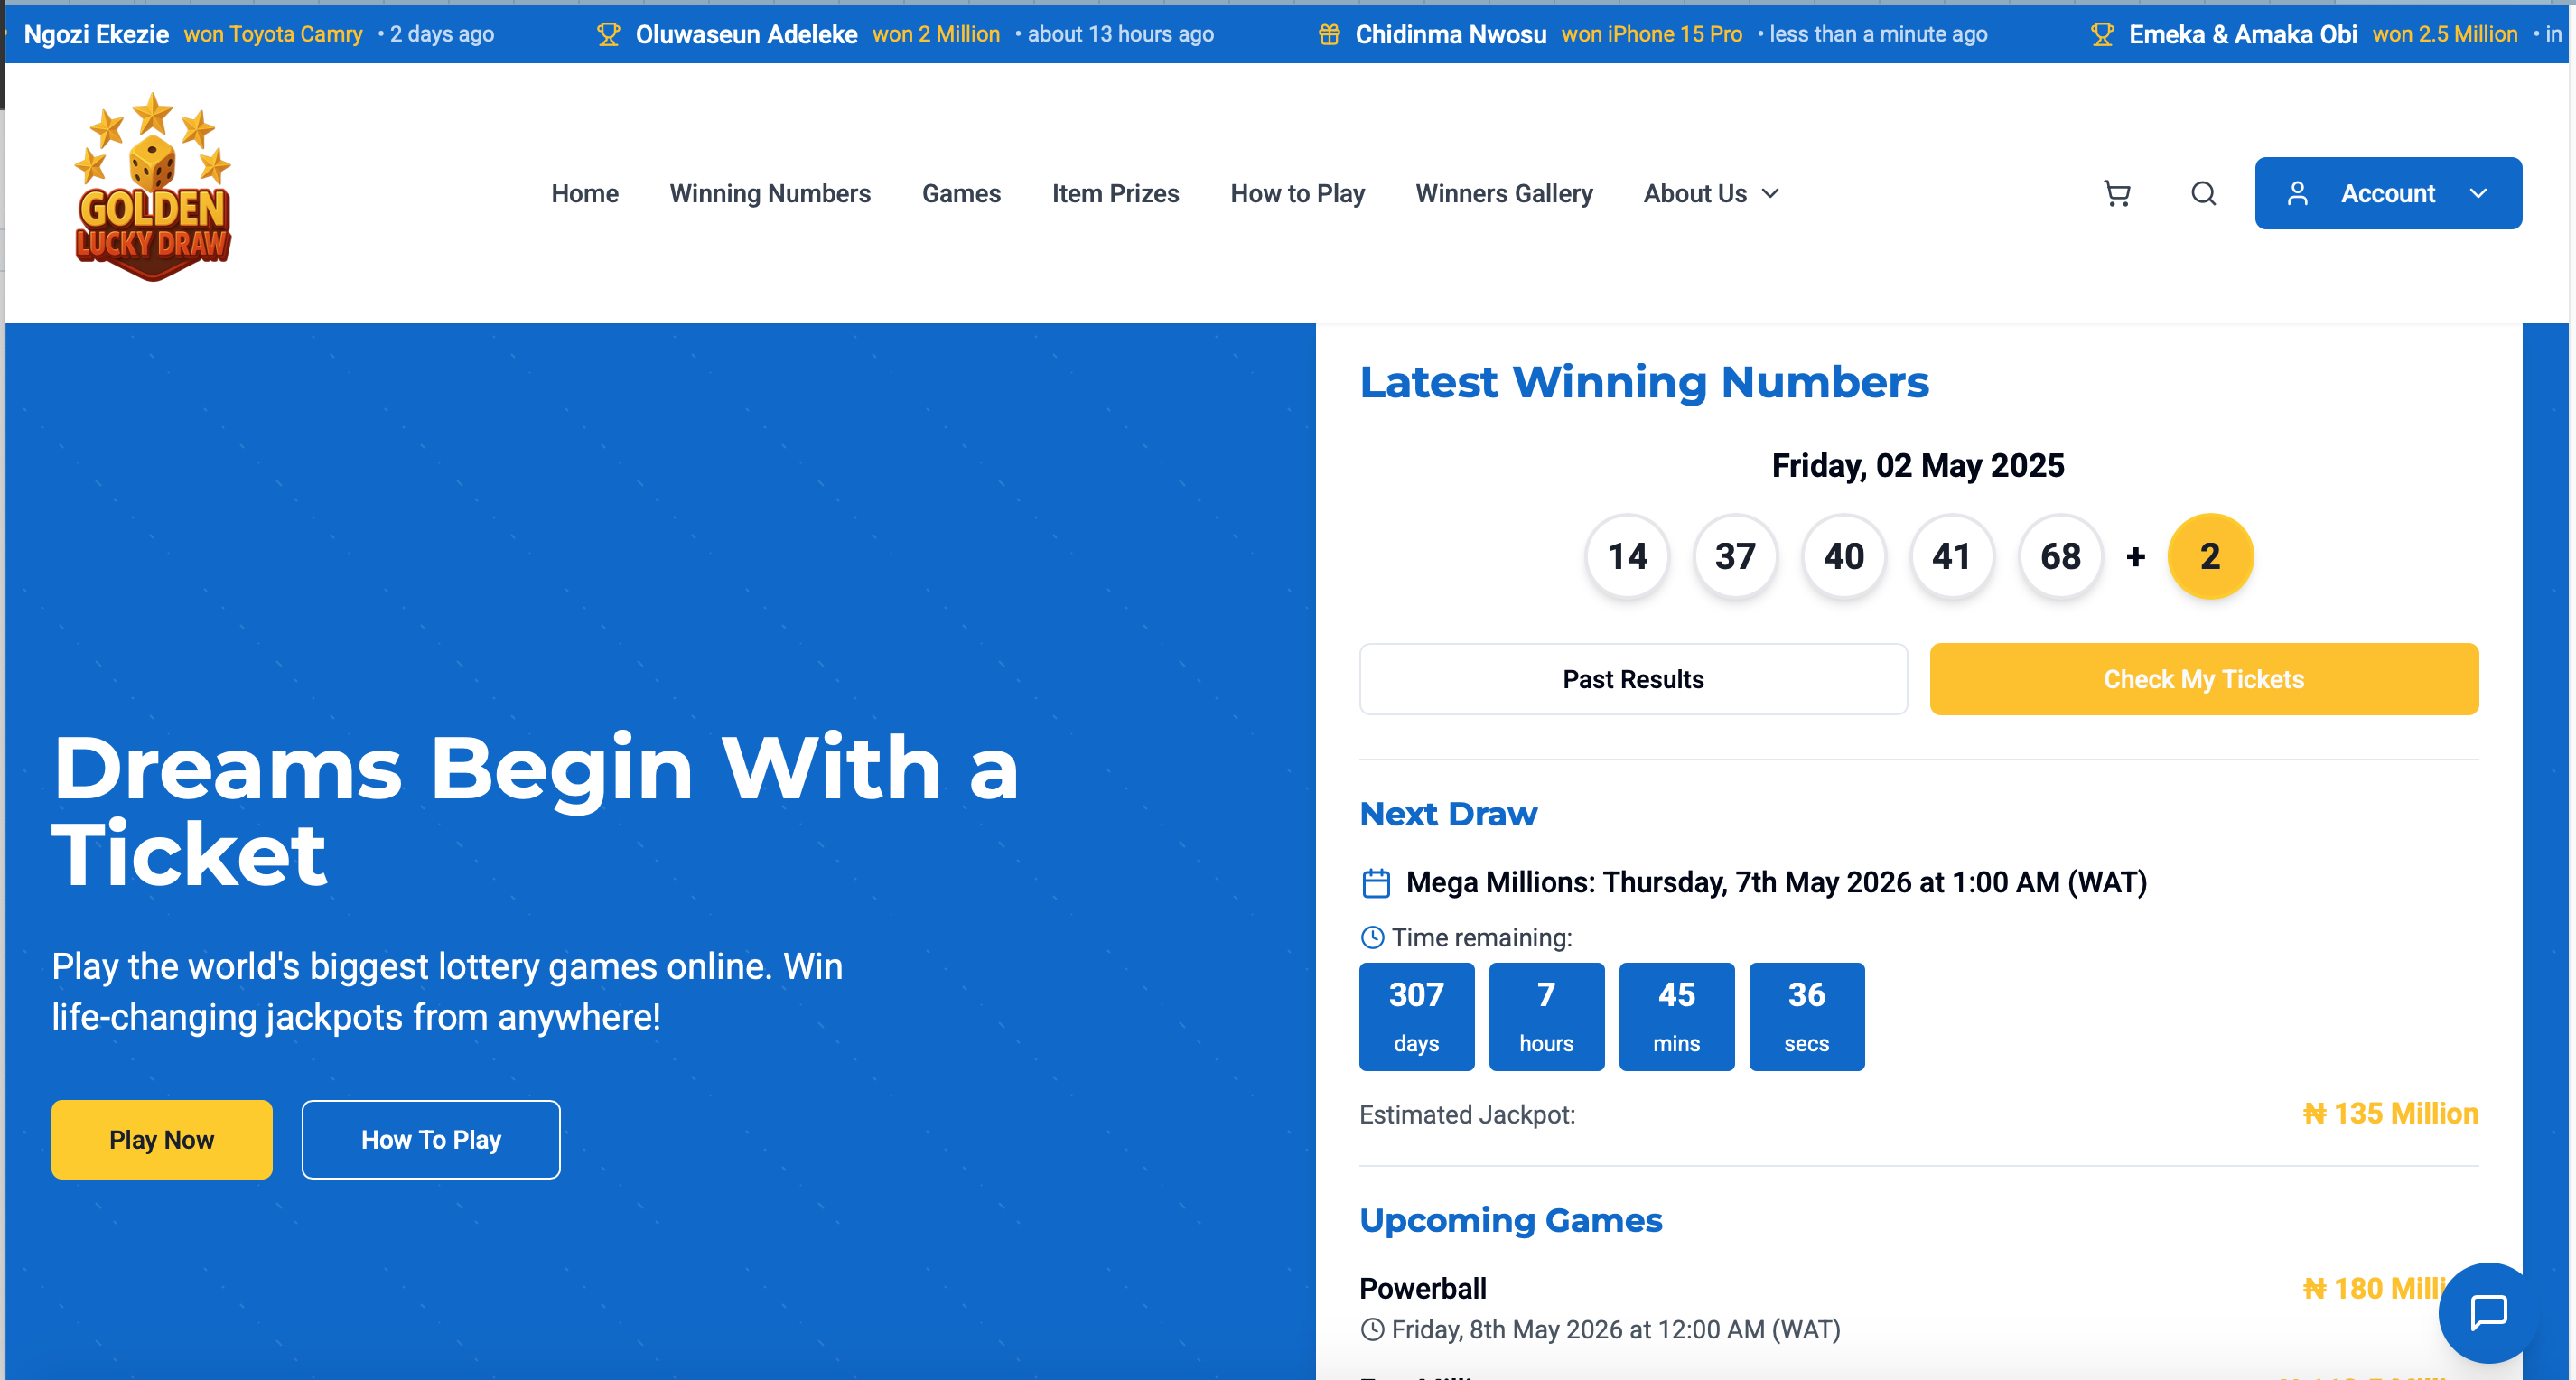 Ngozi Ekezie won Toyota Camry • 2 days ago Oluwaseun Adeleke won 2 Million • about 13 hours ago Chidinma Nwosu won iPhone 15 Pro • less than a minute ago Emeka & Amaka Obi won 2.5 Million • in
GOLDEN
LUCKY DRAW
Home Winning Numbers Games Item Prizes How to Play Winners Gallery About Us Account
Dreams Begin With a
Ticket
Play the world's biggest lottery games online. Win
life-changing jackpots from anywhere!
Play Now How To Play
Latest Winning Numbers
Friday, 02 May 2025
14 37 40 41 68 + 2
Past Results Check My Tickets
Next Draw
Mega Millions: Thursday, 7th May 2026 at 1:00 AM (WAT)
Time remaining:
307 7 45 36
days hours mins secs
Estimated Jackpot: ₦ 135 Million
Upcoming Games
Powerball ₦ 180 Milli
Friday, 8th May 2026 at 12:00 AM (WAT)